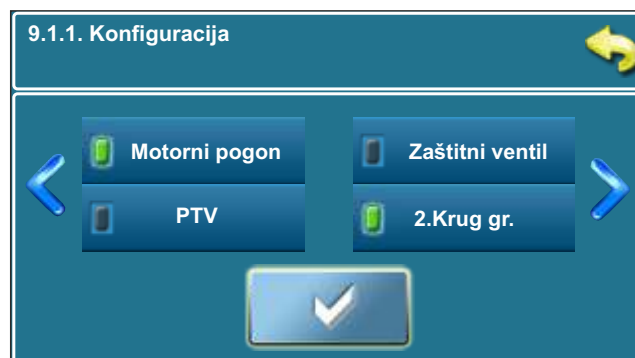 9.1.1. Konfiguracija
Motorni pogon
Zaštitni ventil
PTV
2.Krug gr.